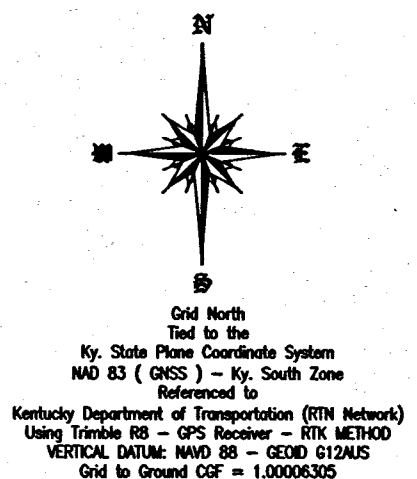 N
W E
S
Grid North
Tied to the
Ky. State Plane Coordinate System
NAD 83 ( GNSS ) – Ky. South Zone
Referenced to
Kentucky Department of Transportation (RTN Network)
Using Trimble R8 – GPS Receiver – RTK METHOD
VERTICAL DATUM: NAVD 88 – GEOID G12AUS
Grid to Ground CGF = 1.00006305